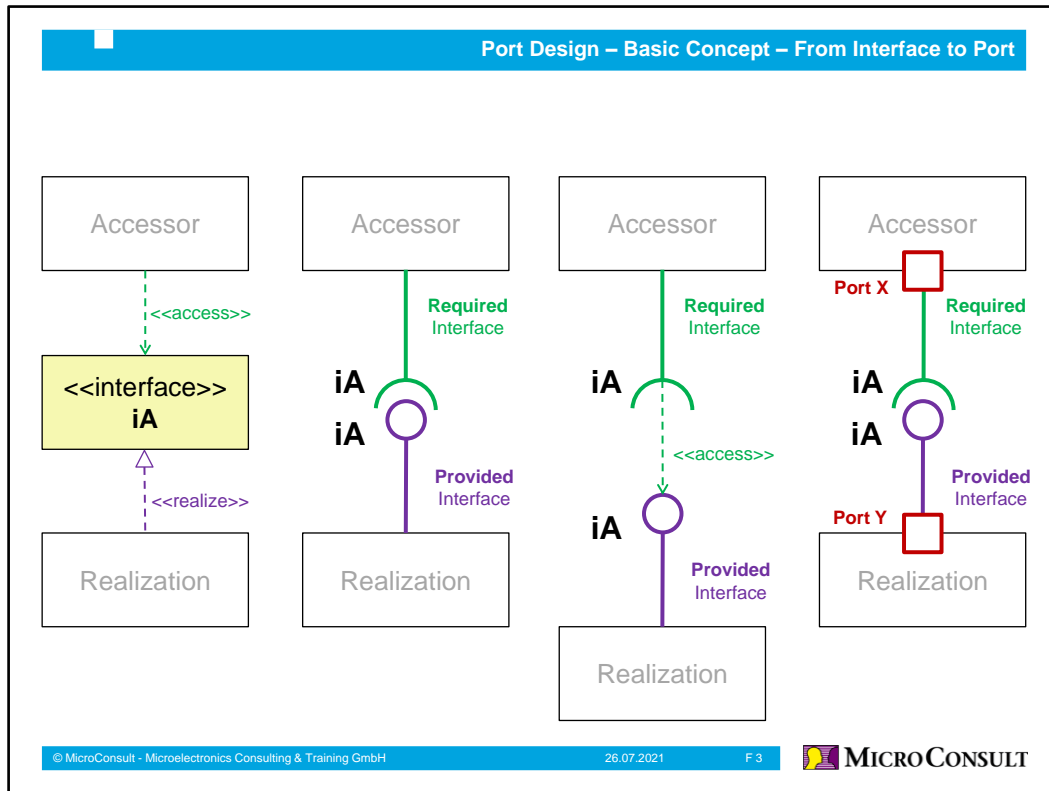 Port Design – Basic Concept – From Interface to Port
Accessor
<<access>>
<<interface>>
iA
<<realize>>
Realization
Accessor
Required
Interface
iA
iA
Provided
Interface
Realization
Accessor
Required
Interface
iA
<<access>>
iA
Provided
Interface
Realization
Accessor
Port X
Required
Interface
iA
iA
Provided
Interface
Port Y
Realization
© MicroConsult - Microelectronics Consulting & Training GmbH
26.07.2021
F 3
MICROCONSULT